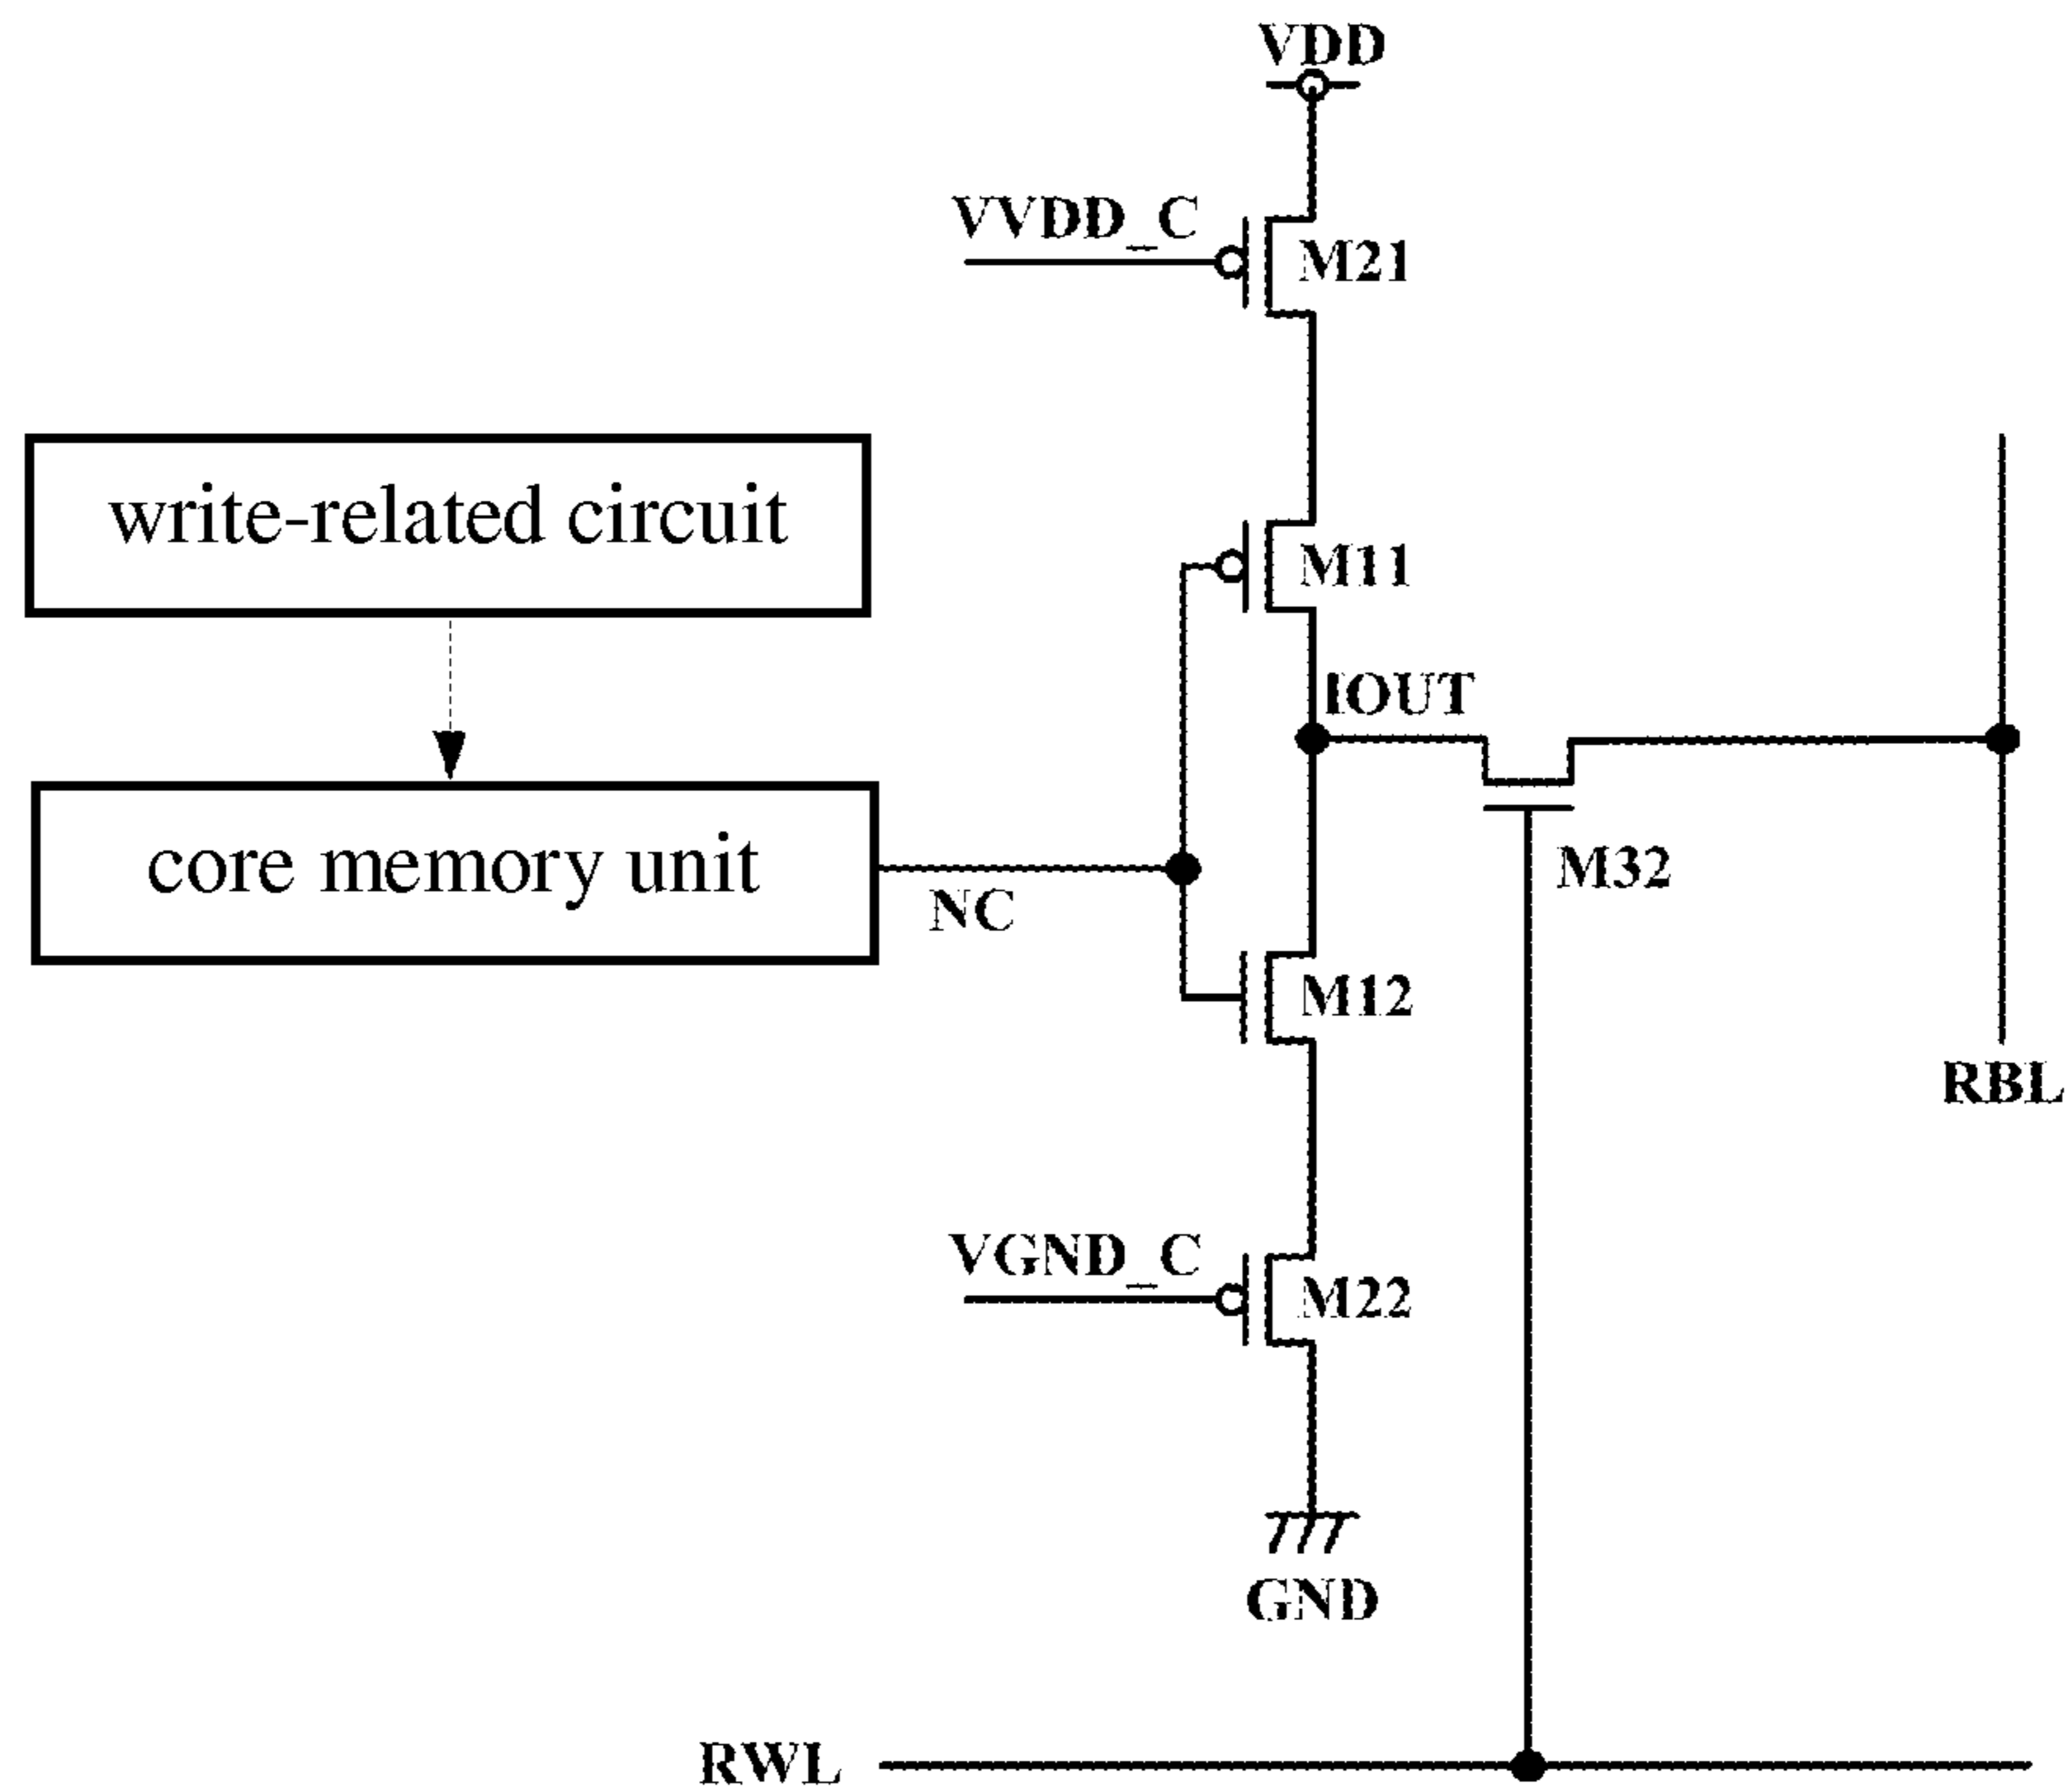 VDD
VVDD_C
M21
write-related circuit
M11
IOUT
core memory unit
NC
M32
M12
RBL
VGND_C
M22
GND
RWL